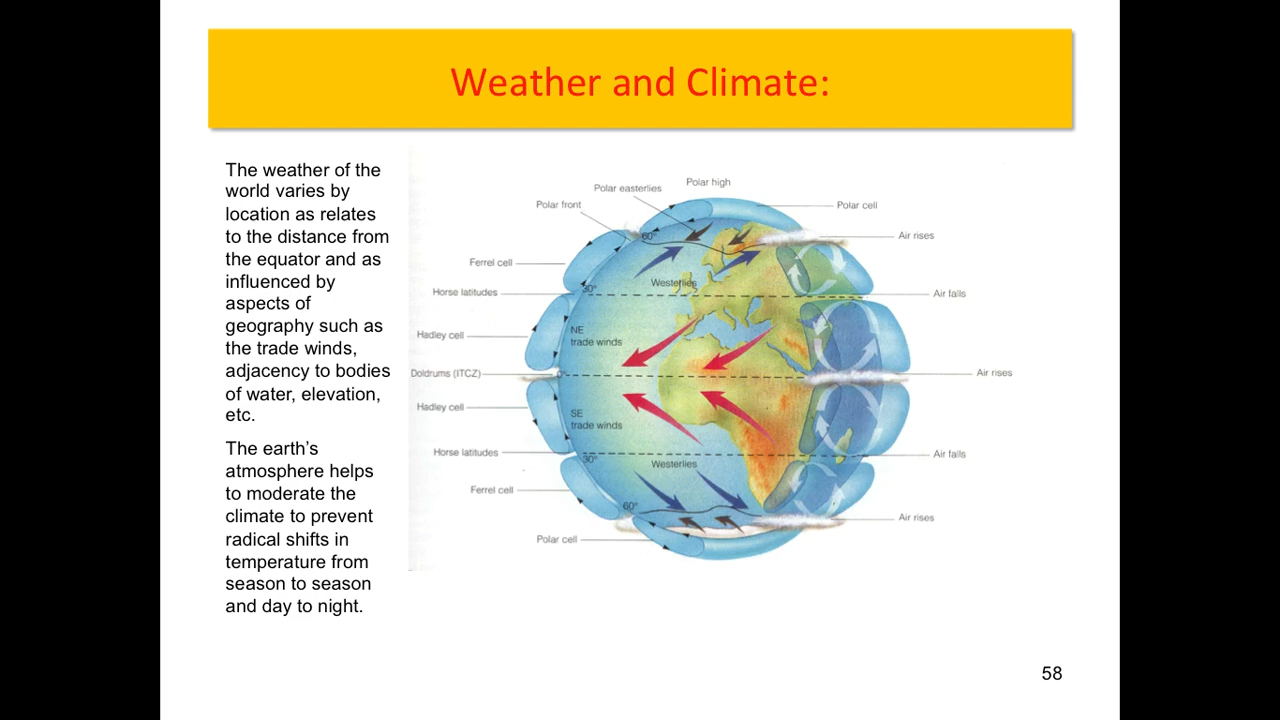 Weather and Climate:
The weather of the
world varies by
location as relates
to the distance from
the equator and as
influenced by
aspects of
geography such as
the trade winds,
adjacency to bodies
of water, elevation,
etc.
The earth's
atmosphere helps
to moderate the
climate to prevent
radical shifts in
temperature from
season to season
and day to night.
Polar high
Polar easterlies
Polar front
Polar cell
60°
Air rises
Ferrel cell
Westerlies
30°
Horse latitudes
Air falls
NE
trade winds
Hadley cell
Doldrums (ITCZ)
0°
Air rises
Hadley cell
SE
trade winds
Horse latitudes
30°
Westerlies
Air falls
Ferrel cell
60°
Air rises
Polar cell
58